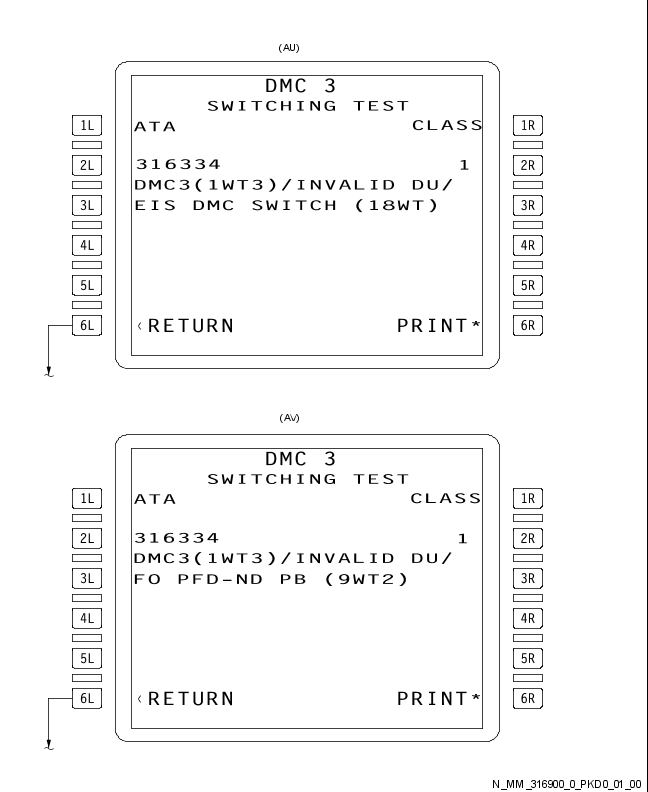 (AU)
DMC 3
SWITCHING TEST
1L ATA CLASS 1R
2L 316334 1 2R
DMC3(1WT3)/INVALID DU/
3L EIS DMC SWITCH (18WT) 3R
4L 4R
5L 5R
6L <RETURN PRINT* 6R
(AV)
DMC 3
SWITCHING TEST
1L ATA CLASS 1R
2L 316334 1 2R
DMC3(1WT3)/INVALID DU/
3L FO PFD-ND PB (9WT2) 3R
4L 4R
5L 5R
6L <RETURN PRINT* 6R
N_MM_316900_0_PKD0_01_00